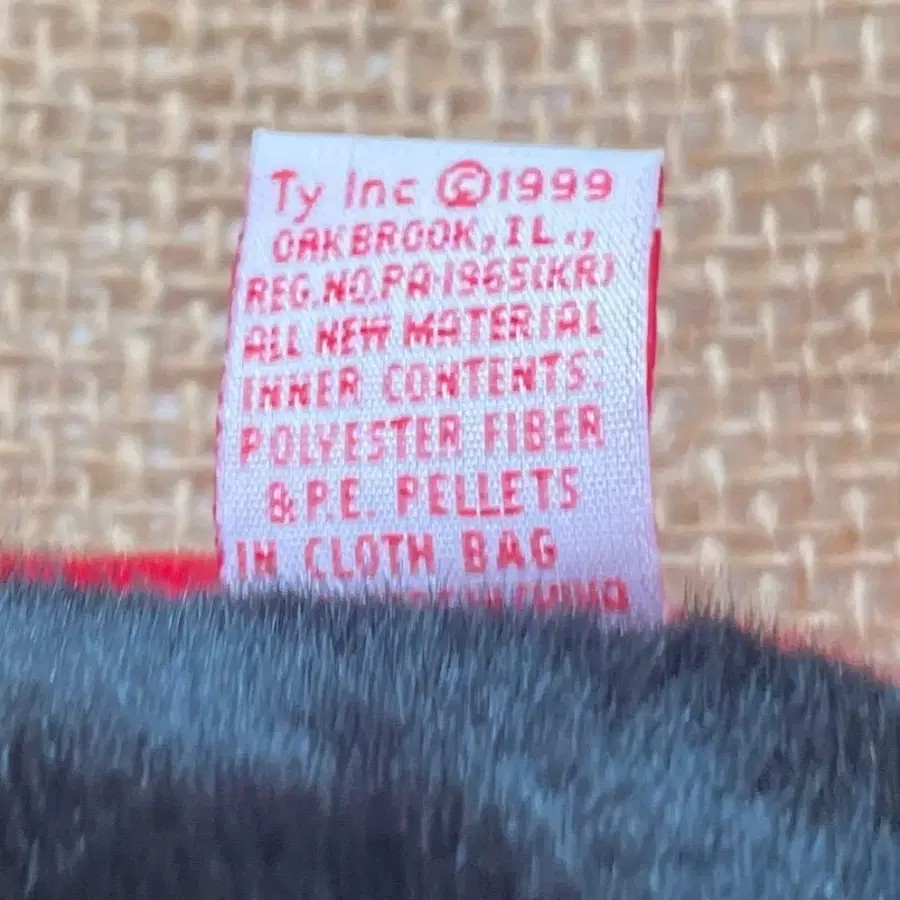 Ty Inc ©1999
OAKBROOK, IL.,
REG.NO.PA-1965(KR)
ALL NEW MATERIAL
INNER CONTENTS:
POLYESTER FIBER
& P.E. PELLETS
IN CLOTH BAG